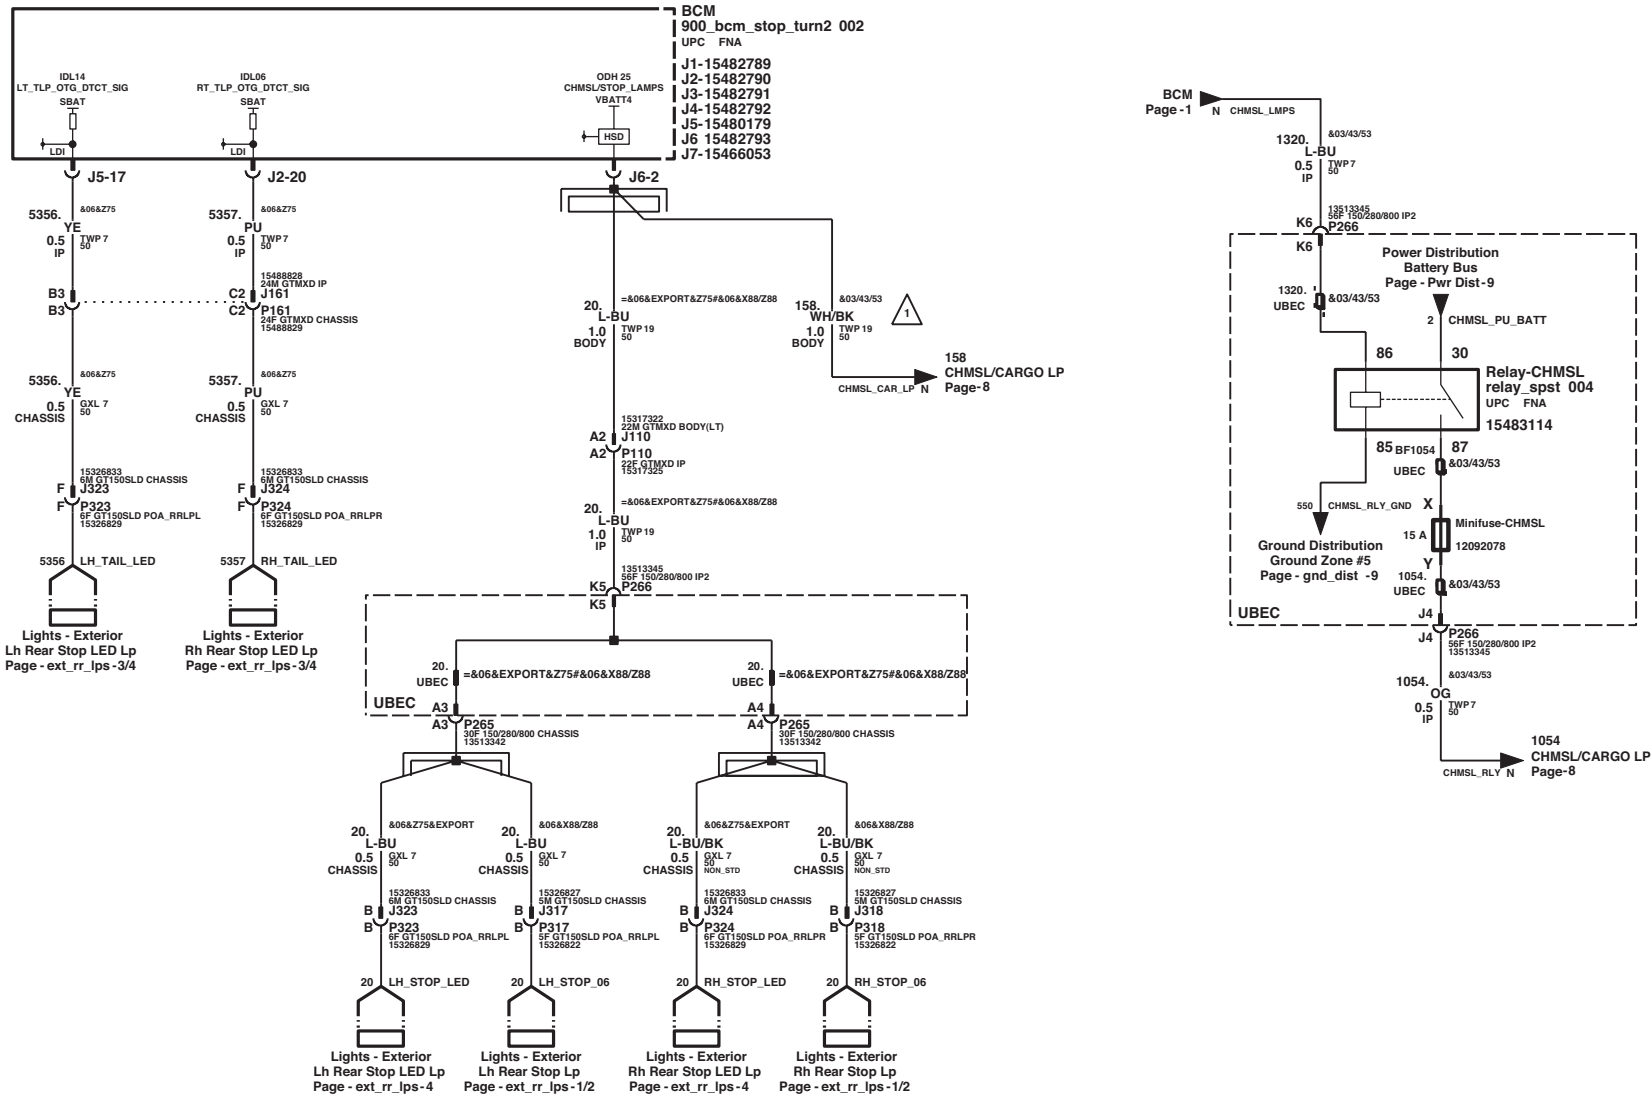 BCM
900_bcm_stop_turn2 002
UPC FNA
J1-15482789
J2-15482790
J3-15482791
J4-15482792
J5-15480179
J6 15482793
J7-15466053
IDL14
LT_TLP_OTG_DTCT_SIG
SBAT
LDI
IDL06
RT_TLP_OTG_DTCT_SIG
SBAT
LDI
ODH 25
CHMSL/STOP_LAMPS
VBATT4
HSD
J5-17
J2-20
J6-2
5356. &06&Z75
YE
0.5 TWP 7
IP 50
B3
B3
5356. &06&Z75
YE
0.5 GXL 7
CHASSIS 50
15326833
6M GT150SLD CHASSIS
F J323
F P323
6F GT150SLD POA_RRLPL
15326829
5356 LH_TAIL_LED
Lights - Exterior
Lh Rear Stop LED Lp
Page - ext_rr_lps-3/4
5357. &06&Z75
PU
0.5 TWP 7
IP 50
15488828
24M GTMXD IP
C2 J161
C2 P161
24F GTMXD CHASSIS
15488829
5357. &06&Z75
PU
0.5 GXL 7
CHASSIS 50
15326833
6M GT150SLD CHASSIS
F J324
F P324
6F GT150SLD POA_RRLPR
15326829
5357 RH_TAIL_LED
Lights - Exterior
Rh Rear Stop LED Lp
Page - ext_rr_lps-3/4
20. =&06&EXPORT&Z75#&06&X88/Z88
L-BU
1.0 TWP 19
BODY 50
158. &03/43/53
WH/BK
1.0 TWP 19
BODY 50
1
CHMSL_CAR_LP N
158
CHMSL/CARGO LP
Page-8
15317322
22M GTMXD BODY(LT)
A2 J110
A2 P110
22F GTMXD IP
15317325
20. =&06&EXPORT&Z75#&06&X88/Z88
L-BU
1.0 TWP 19
IP 50
13513345
56F 150/280/800 IP2
K5 P266
K5
20. =&06&EXPORT&Z75#&06&X88/Z88
UBEC
20. =&06&EXPORT&Z75#&06&X88/Z88
UBEC
UBEC
A3
A3 P265
30F 150/280/800 CHASSIS
13513342
A4
A4 P265
30F 150/280/800 CHASSIS
13513342
20. &06&Z75&EXPORT
L-BU
0.5 GXL 7
CHASSIS 50
15326833
6M GT150SLD CHASSIS
B J323
B P323
6F GT150SLD POA_RRLPL
15326829
20 LH_STOP_LED
Lights - Exterior
Lh Rear Stop LED Lp
Page - ext_rr_lps-4
20. &06&X88/Z88
L-BU
0.5 GXL 7
CHASSIS 50
15326827
5M GT150SLD CHASSIS
B J317
B P317
5F GT150SLD POA_RRLPL
15326822
20 LH_STOP_06
Lights - Exterior
Lh Rear Stop Lp
Page - ext_rr_lps-1/2
20. &06&Z75&EXPORT
L-BU/BK
0.5 GXL 7
CHASSIS 50
NON_STD
15326833
6M GT150SLD CHASSIS
B J324
B P324
6F GT150SLD POA_RRLPR
15326829
20 RH_STOP_LED
Lights - Exterior
Rh Rear Stop LED Lp
Page - ext_rr_lps-4
20. &06&X88/Z88
L-BU/BK
0.5 GXL 7
CHASSIS 50
NON_STD
15326827
5M GT150SLD CHASSIS
B J318
B P318
5F GT150SLD POA_RRLPR
15326822
20 RH_STOP_06
Lights - Exterior
Rh Rear Stop Lp
Page - ext_rr_lps-1/2
BCM
Page-1 N CHMSL_LMPS
1320. &03/43/53
L-BU
0.5 TWP 7
IP 50
13513345
56F 150/280/800 IP2
K6 P266
K6
1320. &03/43/53
UBEC
Power Distribution
Battery Bus
Page - Pwr Dist-9
2 CHMSL_PU_BATT
86 30
Relay-CHMSL
relay_spst 004
UPC FNA
15483114
85 BF1054 87
UBEC &03/43/53
550 CHMSL_RLY_GND
Ground Distribution
Ground Zone #5
Page - gnd_dist -9
X
15 A Minifuse-CHMSL
12092078
Y
1054. &03/43/53
UBEC
UBEC
J4
J4 P266
56F 150/280/800 IP2
13513345
1054. &03/43/53
OG
0.5 TWP 7
IP 50
CHMSL_RLY N
1054
CHMSL/CARGO LP
Page-8